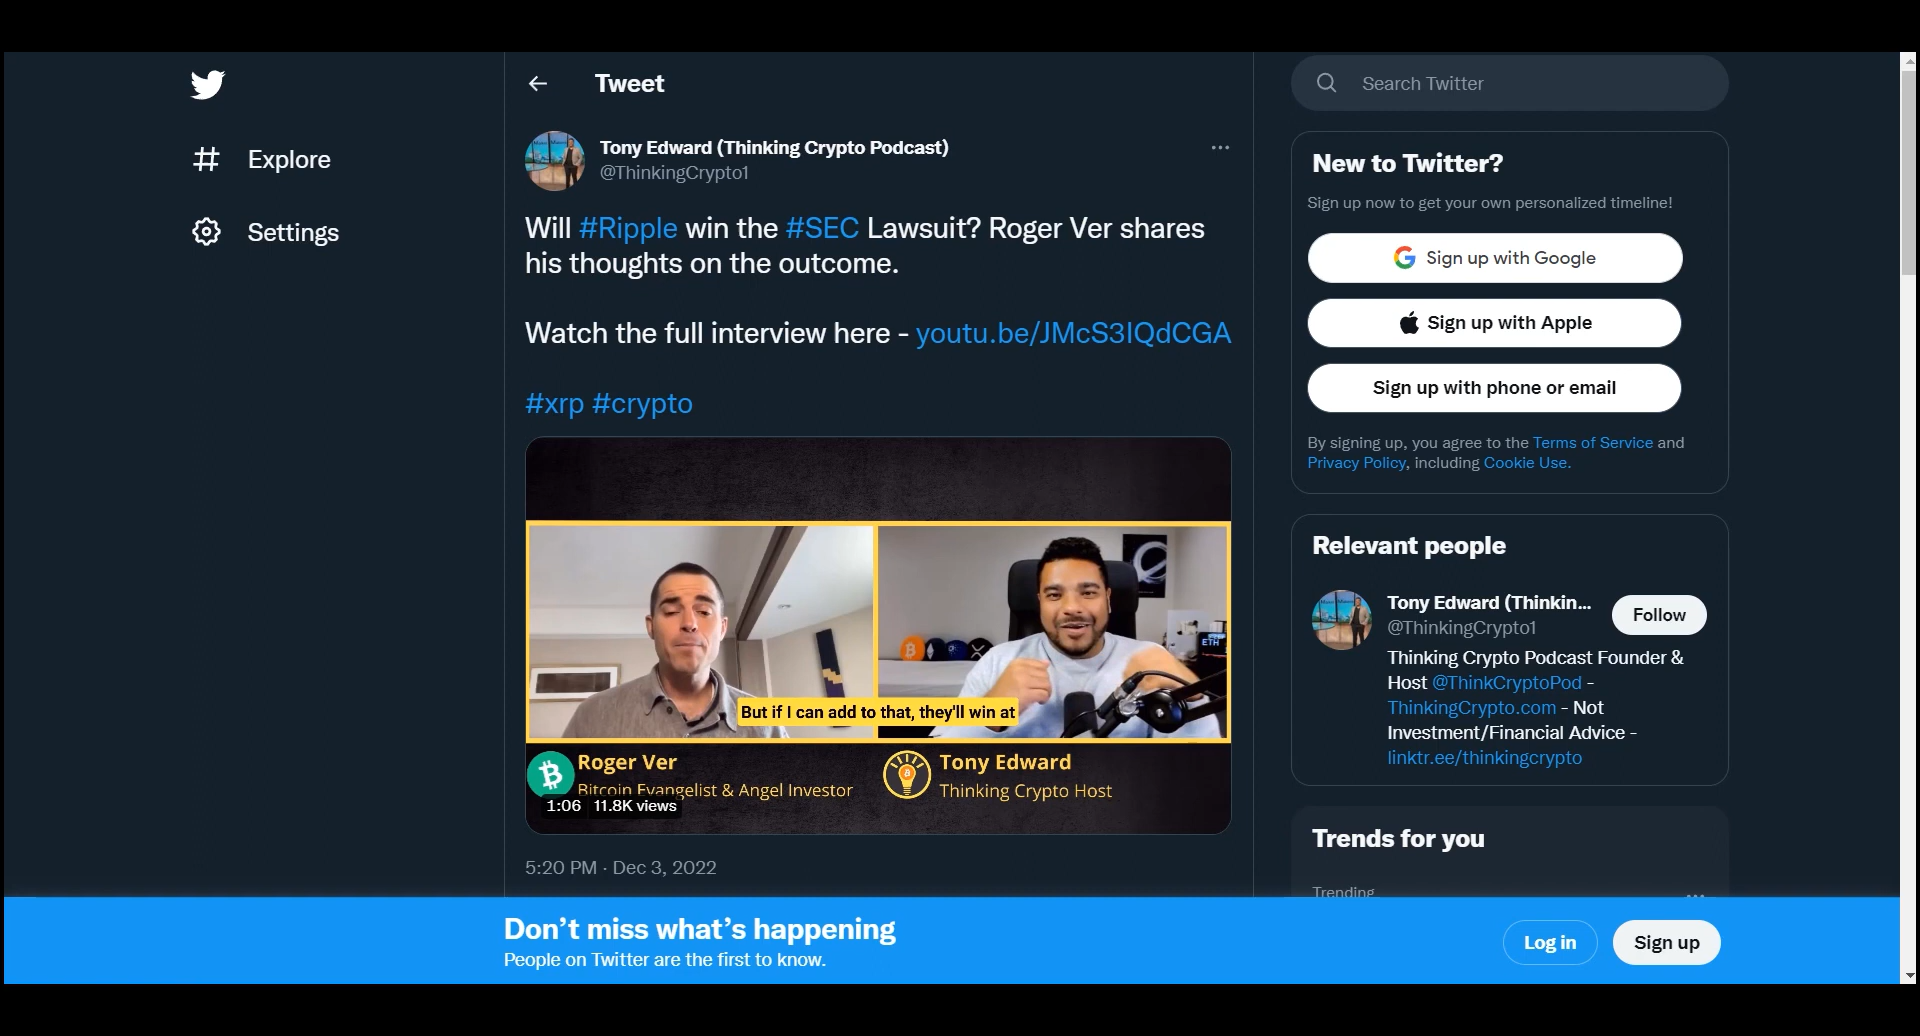 Tweet
Search Twitter
Explore
Settings
Tony Edward (Thinking Crypto Podcast)
@ThinkingCrypto1
Will #Ripple win the #SEC Lawsuit? Roger Ver shares
his thoughts on the outcome.
Watch the full interview here - youtu.be/JMcS3IQdCGA
#xrp #crypto
ETH
But if I can add to that, they'll win at
Roger Ver
Bitcoin Evangelist & Angel Investor
Tony Edward
Thinking Crypto Host
1:06 11.8K views
5:20 PM · Dec 3, 2022
New to Twitter?
Sign up now to get your own personalized timeline!
Sign up with Google
Sign up with Apple
Sign up with phone or email
By signing up, you agree to the Terms of Service and
Privacy Policy, including Cookie Use.
Relevant people
Tony Edward (Thinkin...
@ThinkingCrypto1
Follow
Thinking Crypto Podcast Founder &
Host @ThinkCryptoPod -
ThinkingCrypto.com - Not
Investment/Financial Advice -
linktr.ee/thinkingcrypto
Trends for you
Trending
Don’t miss what’s happening
People on Twitter are the first to know.
Log in
Sign up